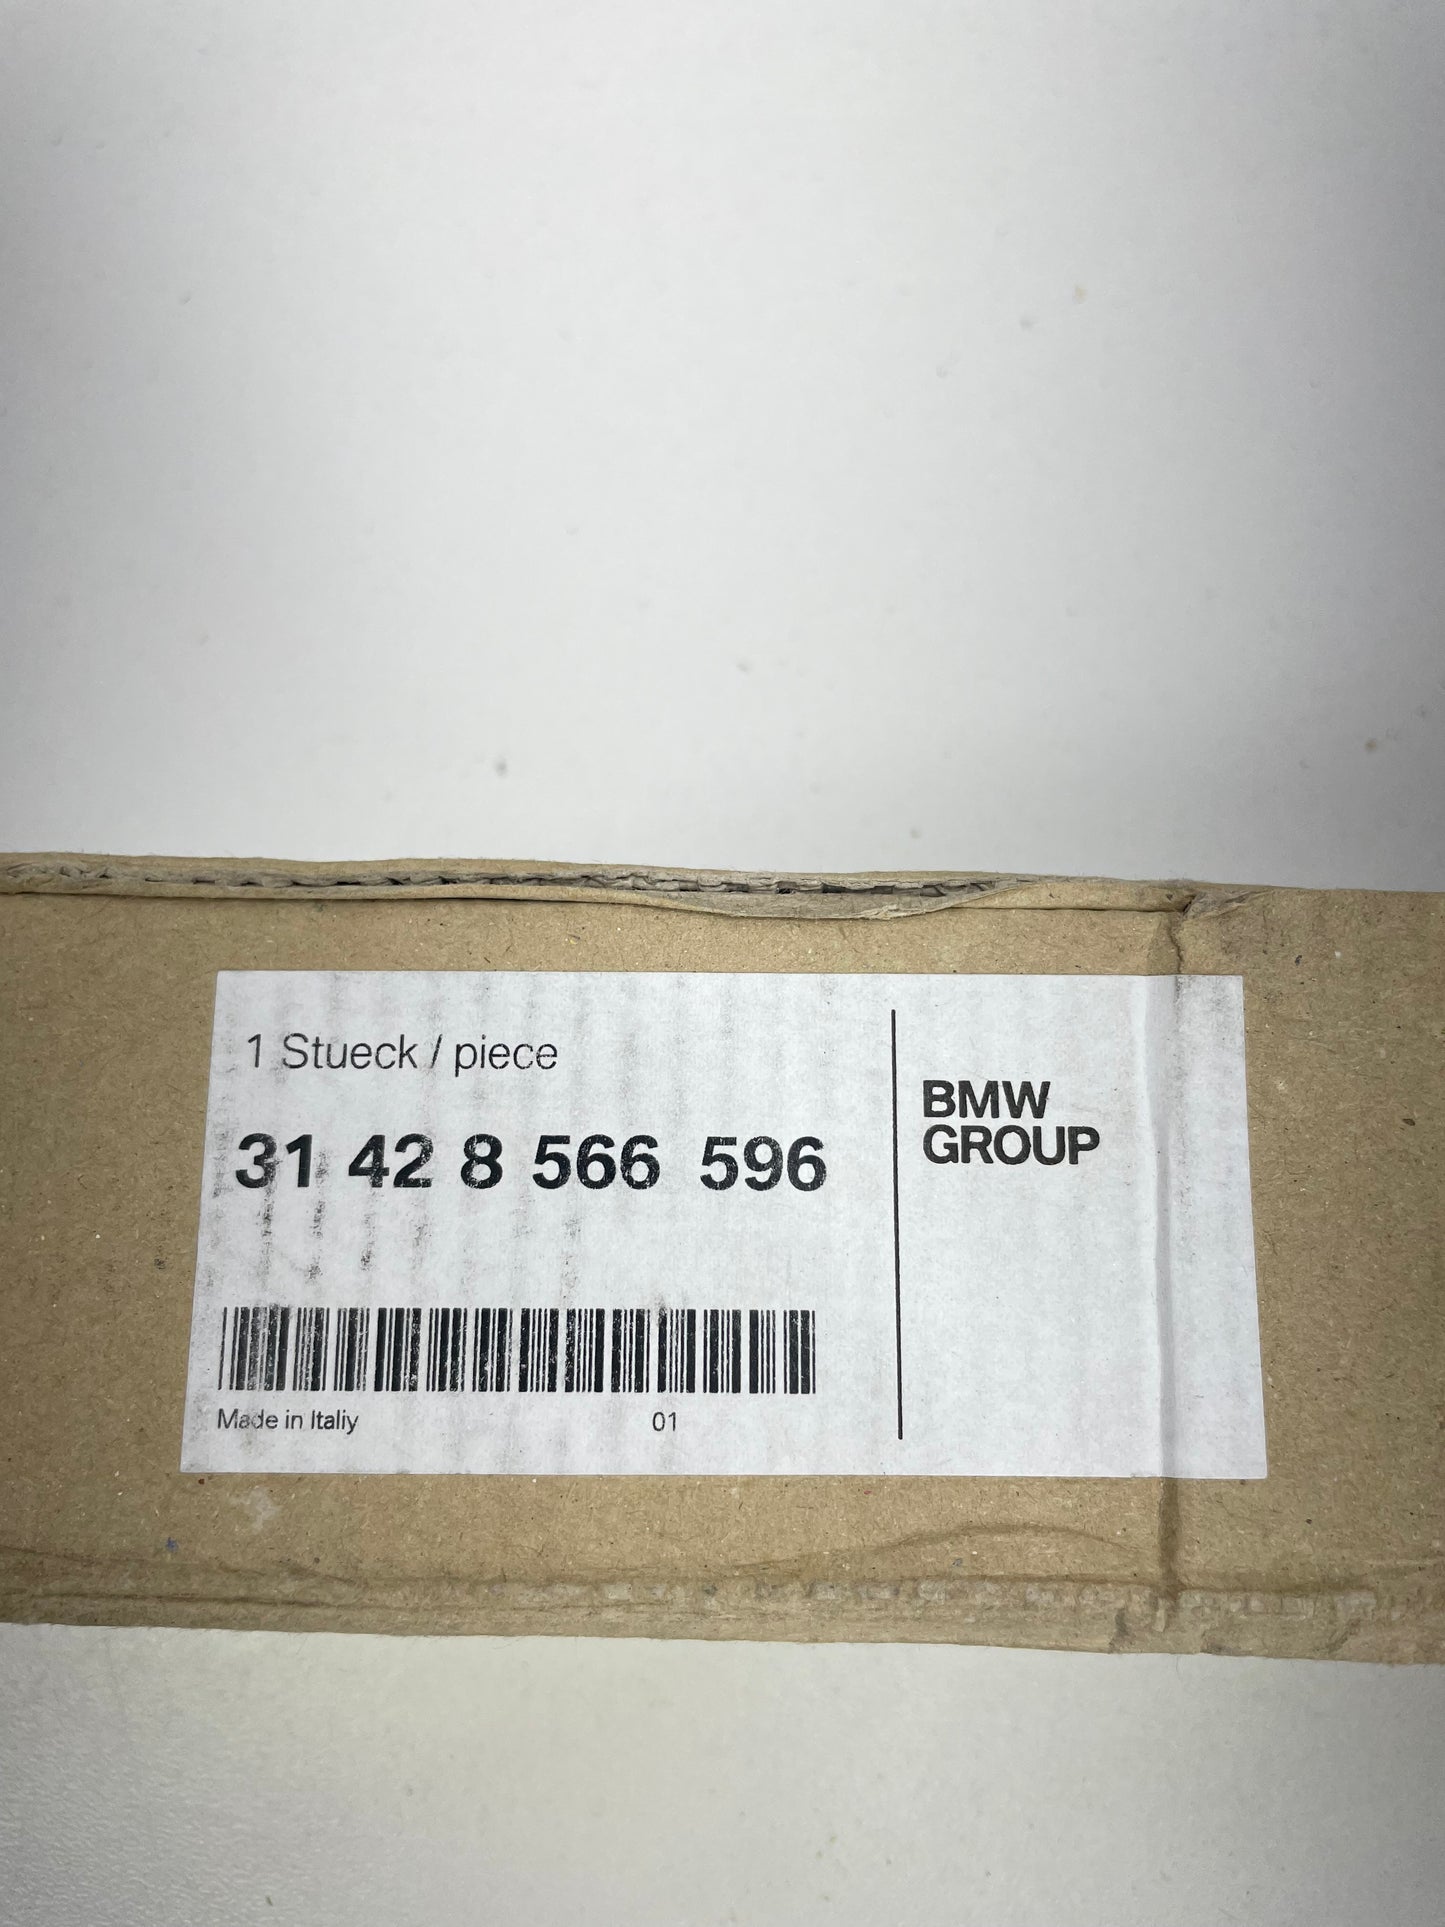 1 Stueck / piece
31 42 8 566 596
Made in Italiy
01
BMW
GROUP